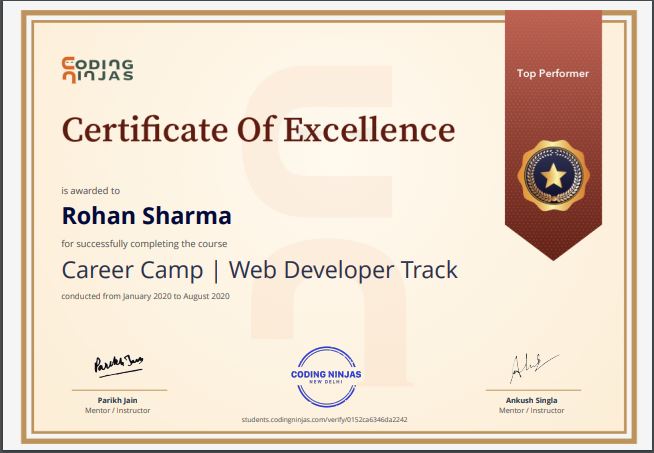 CODING
NINJAS
Top Performer
Certificate Of Excellence
is awarded to
Rohan Sharma
for successfully completing the course
Career Camp | Web Developer Track
conducted from January 2020 to August 2020
Parikh Jain
CODING NINJAS
NEW DELHI
Parikh Jain
Mentor / Instructor
Ankush Singla
Mentor / Instructor
students.codingninjas.com/verify/0152ca6346da2242